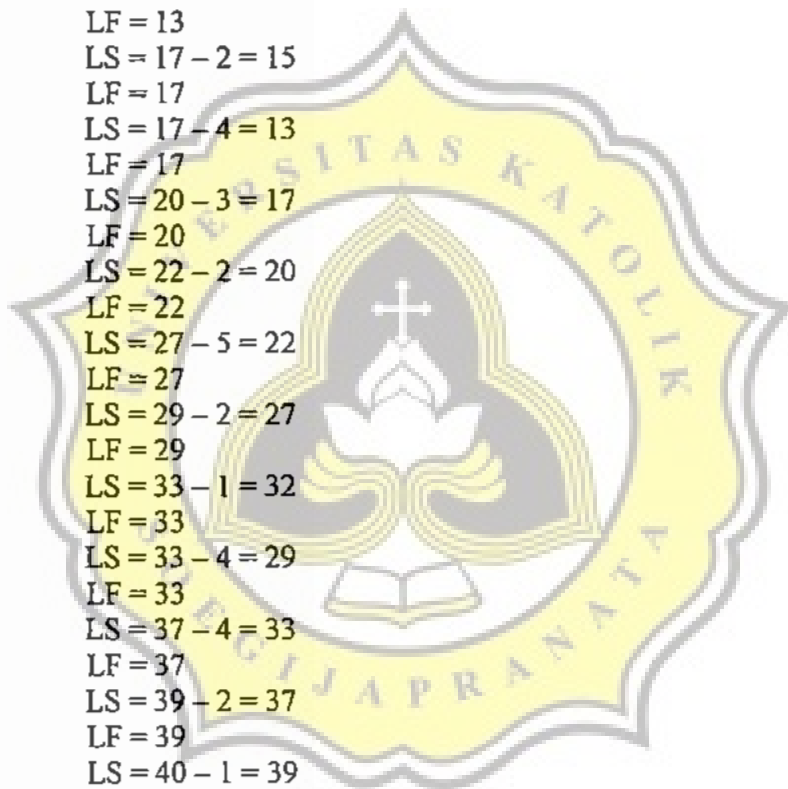 LF = 13
LS = 17 – 2 = 15
LF = 17
LS = 17 – 4 = 13
LF = 17
LS = 20 – 3 = 17
LF = 20
LS = 22 – 2 = 20
LF = 22
LS = 27 – 5 = 22
LF = 27
LS = 29 – 2 = 27
LF = 29
LS = 33 – 1 = 32
LF = 33
LS = 33 – 4 = 29
LF = 33
LS = 37 – 4 = 33
LF = 37
LS = 39 – 2 = 37
LF = 39
LS = 40 – 1 = 39
UNIVERSITAS KATOLIK
SOEGIJAPRANATA